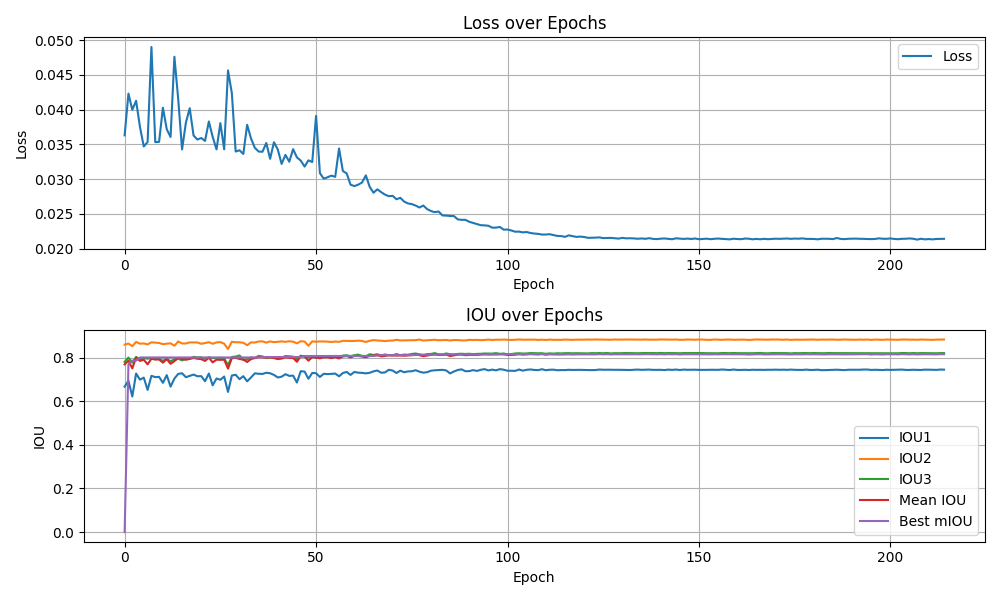 Loss over Epochs
0.050
0.045
0.040
0.035
0.030
0.025
0.020
Loss
Loss
0 50 100 150 200
Epoch
IOU over Epochs
0.8
0.6
0.4
0.2
0.0
IOU
IOU1
IOU2
IOU3
Mean IOU
Best mIOU
0 50 100 150 200
Epoch